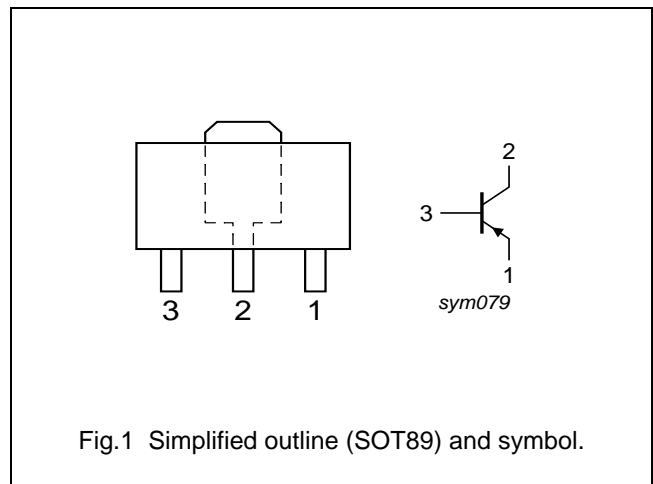 2
3
1
sym079
3 2 1
Fig.1 Simplified outline (SOT89) and symbol.